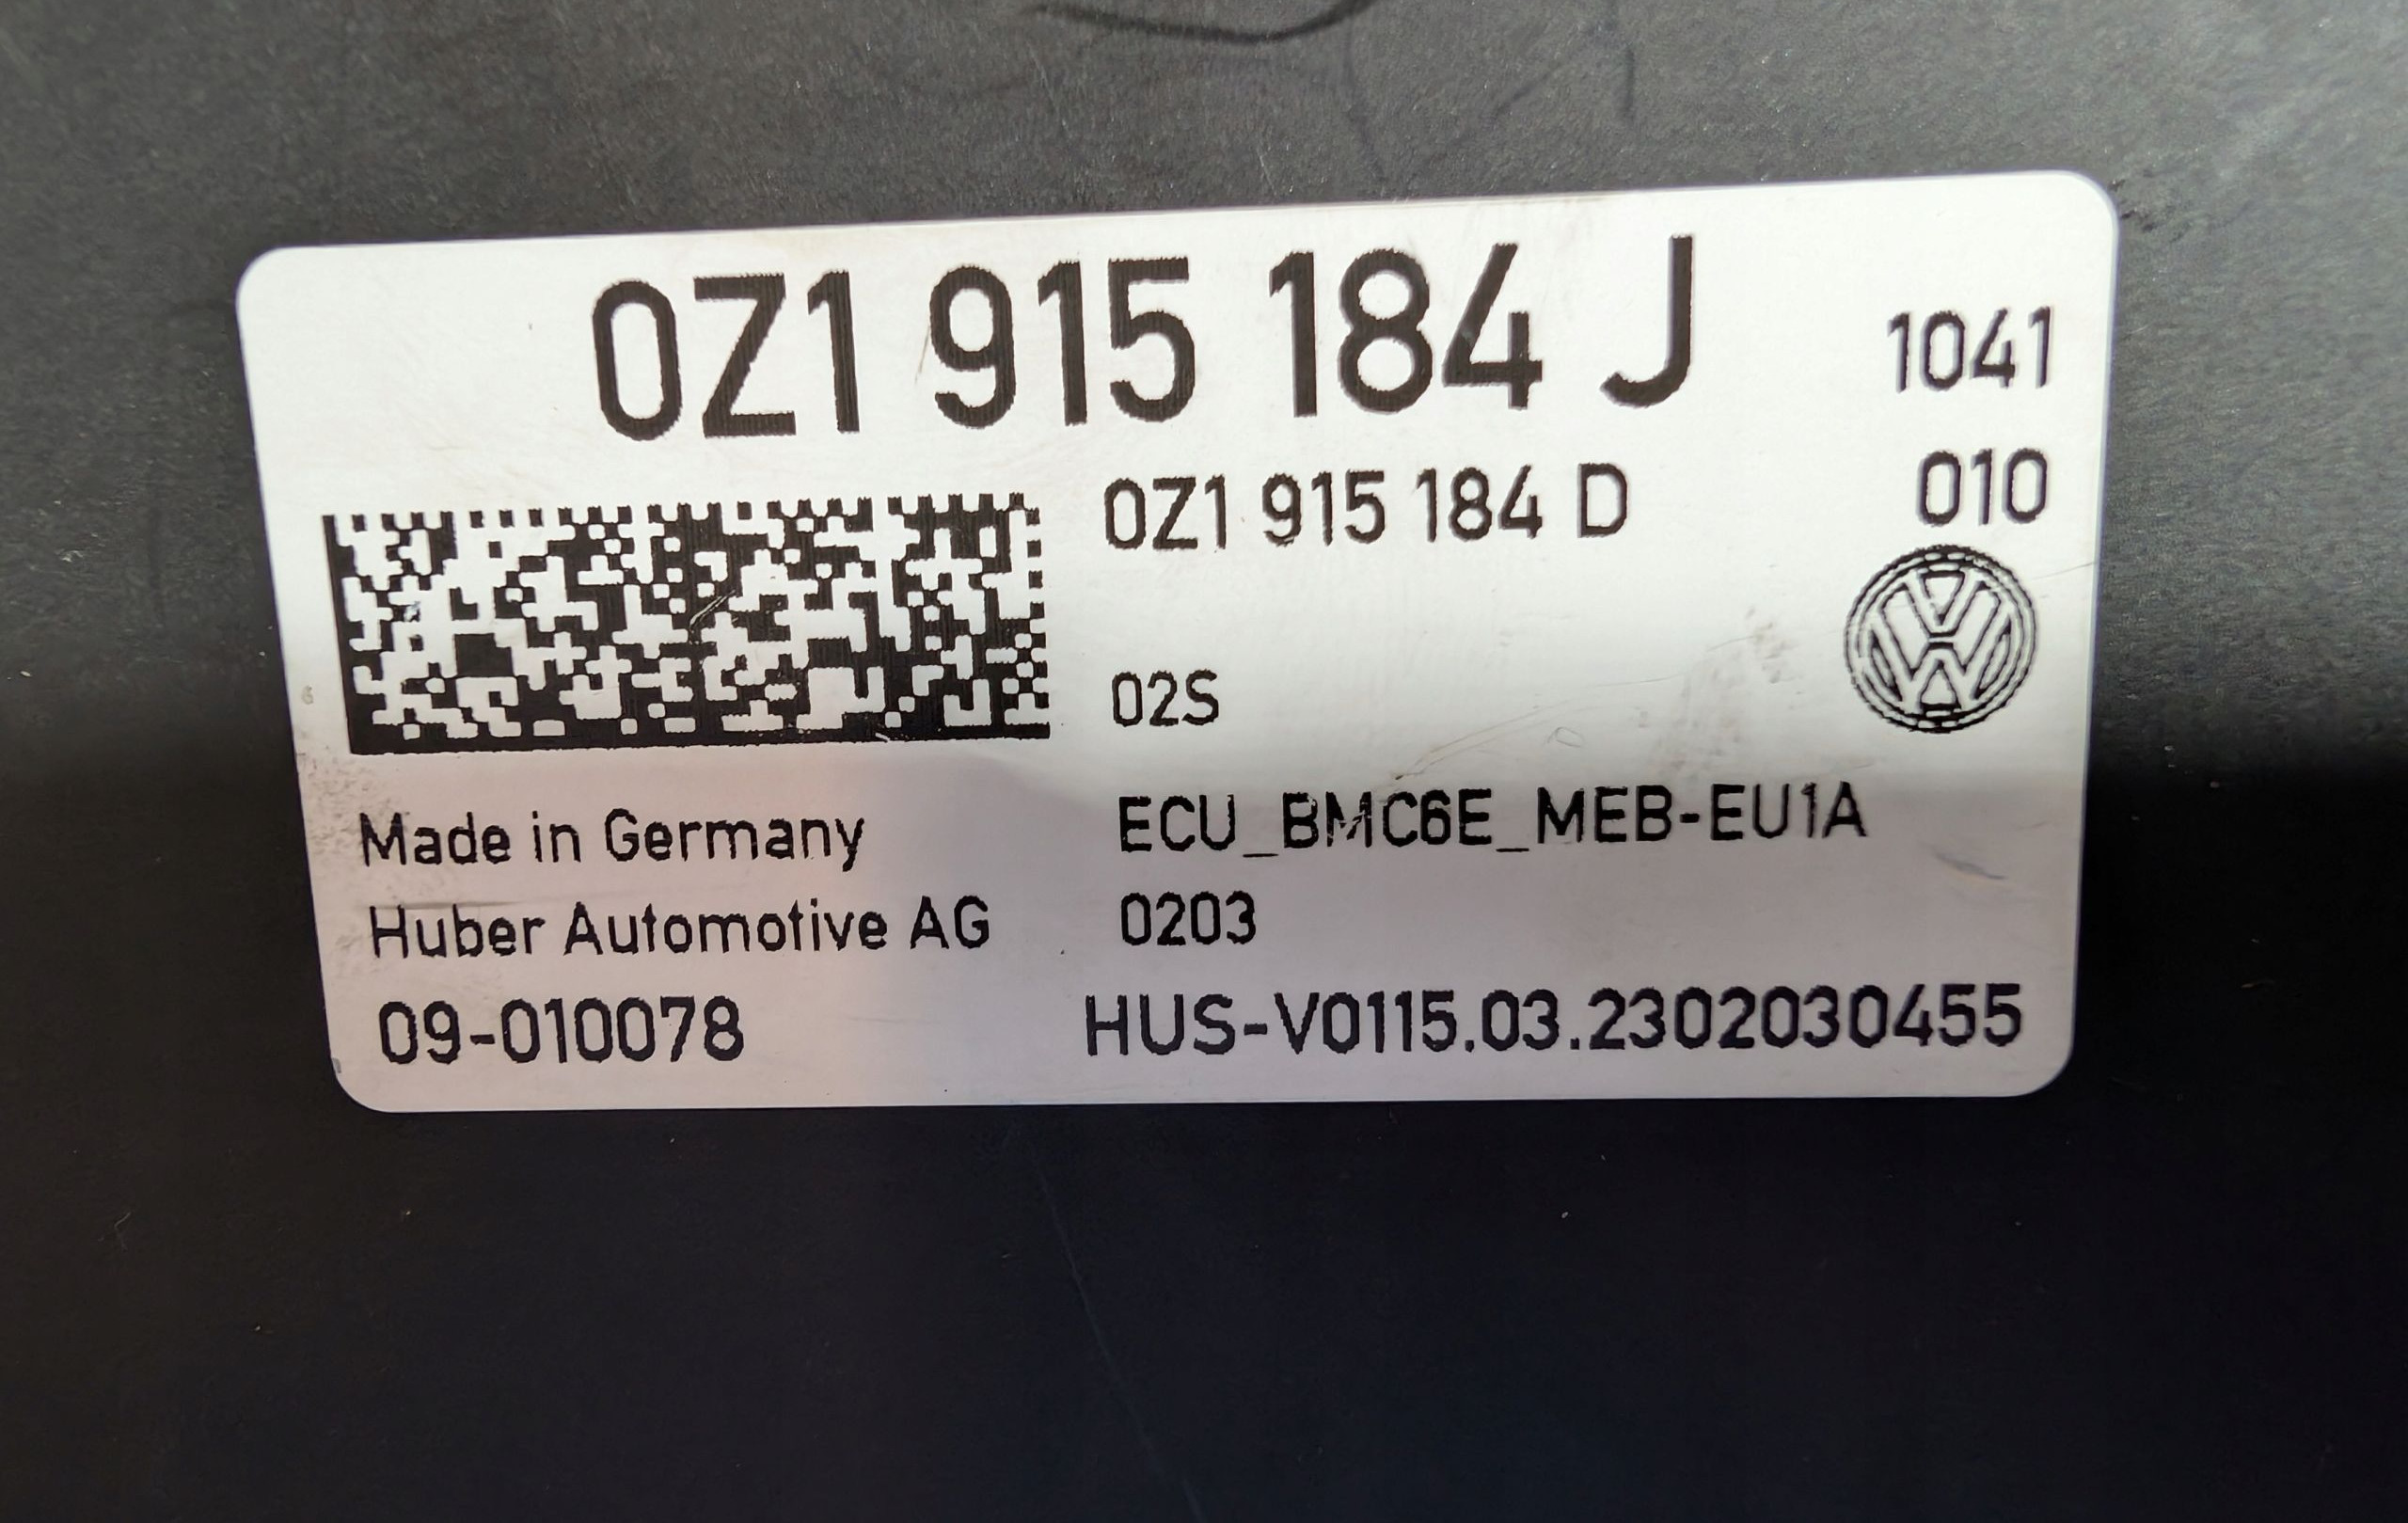 0Z1 915 184 J
1041
0Z1 915 184 D
010
02S
Made in Germany
ECU_BMC6E_MEB-EU1A
Huber Automotive AG
0203
09-010078
HUS-V0115.03.2302030455